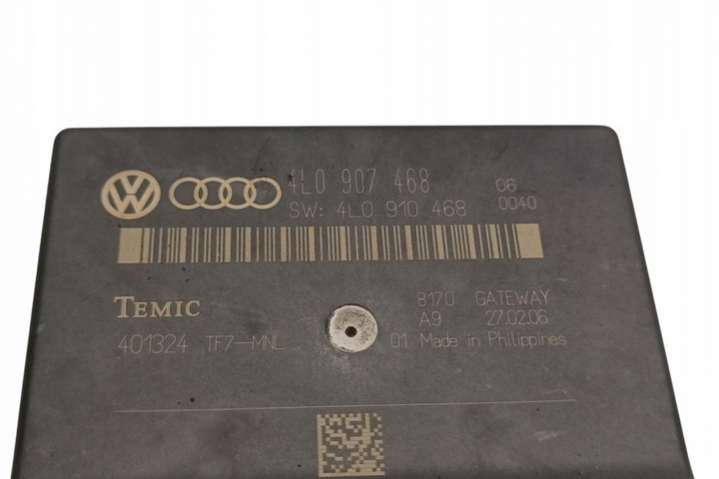 4L0 907 468 06
SW: 4L0 910 468 0040
TEMIC 8170 GATEWAY
A9 27.02.06
401324 TF7-MNL 01 Made in Philippines